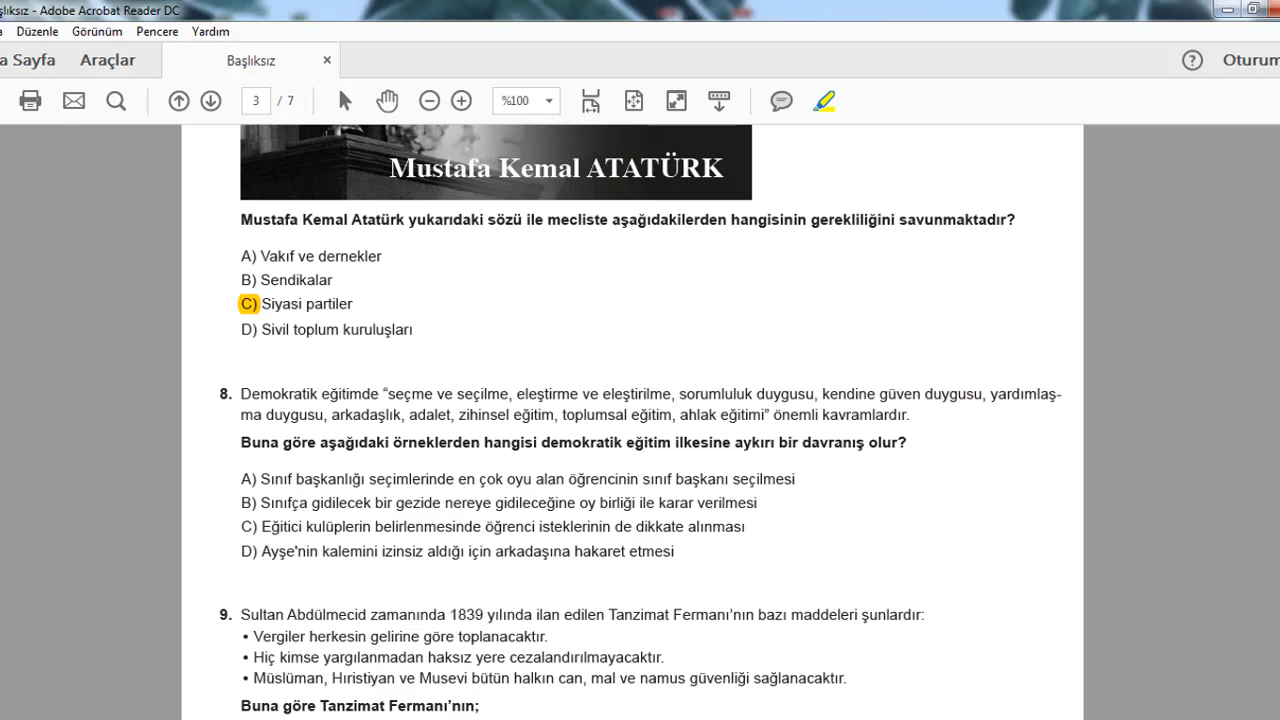 şlıksız - Adobe Acrobat Reader DC
a Düzenle Görünüm Pencere Yardım
a Sayfa Araçlar Başlıksız × ? Oturum
3 / 7 %100
Mustafa Kemal ATATÜRK
Mustafa Kemal Atatürk yukarıdaki sözü ile mecliste aşağıdakilerden hangisinin gerekliliğini savunmaktadır?
A) Vakıf ve dernekler
B) Sendikalar
C) Siyasi partiler
D) Sivil toplum kuruluşları
8. Demokratik eğitimde “seçme ve seçilme, eleştirme ve eleştirilme, sorumluluk duygusu, kendine güven duygusu, yardımlaş-
ma duygusu, arkadaşlık, adalet, zihinsel eğitim, toplumsal eğitim, ahlak eğitimi” önemli kavramlardır.
Buna göre aşağıdaki örneklerden hangisi demokratik eğitim ilkesine aykırı bir davranış olur?
A) Sınıf başkanlığı seçimlerinde en çok oyu alan öğrencinin sınıf başkanı seçilmesi
B) Sınıfça gidilecek bir gezide nereye gidileceğine oy birliği ile karar verilmesi
C) Eğitici kulüplerin belirlenmesinde öğrenci isteklerinin de dikkate alınması
D) Ayşe'nin kalemini izinsiz aldığı için arkadaşına hakaret etmesi
9. Sultan Abdülmecid zamanında 1839 yılında ilan edilen Tanzimat Fermanı’nın bazı maddeleri şunlardır:
• Vergiler herkesin gelirine göre toplanacaktır.
• Hiç kimse yargılanmadan haksız yere cezalandırılmayacaktır.
• Müslüman, Hıristiyan ve Musevi bütün halkın can, mal ve namus güvenliği sağlanacaktır.
Buna göre Tanzimat Fermanı’nın;